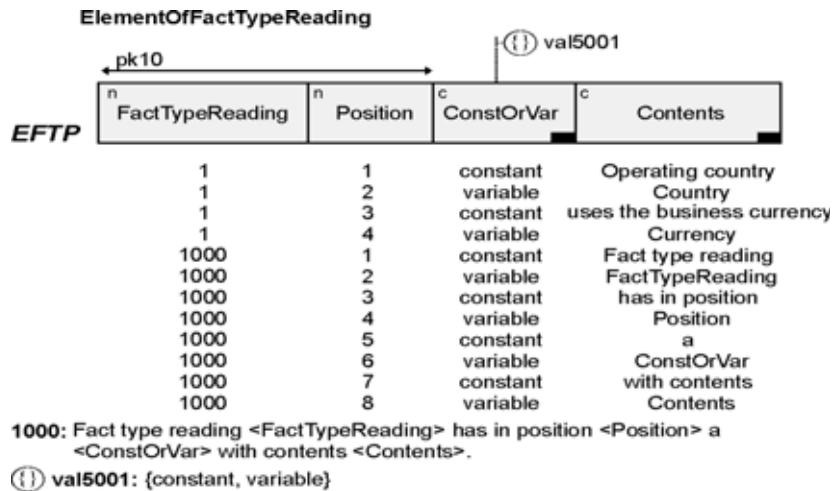 ElementOfFactTypeReading
({}) val5001
pk10
n n c c
FactTypeReading Position ConstOrVar Contents
EFTP
1 1 constant Operating country
1 2 variable Country
1 3 constant uses the business currency
1 4 variable Currency
1000 1 constant Fact type reading
1000 2 variable FactTypeReading
1000 3 constant has in position
1000 4 variable Position
1000 5 constant a
1000 6 variable ConstOrVar
1000 7 constant with contents
1000 8 variable Contents
1000: Fact type reading <FactTypeReading> has in position <Position> a
<ConstOrVar> with contents <Contents>.
({}) val5001: {constant, variable}